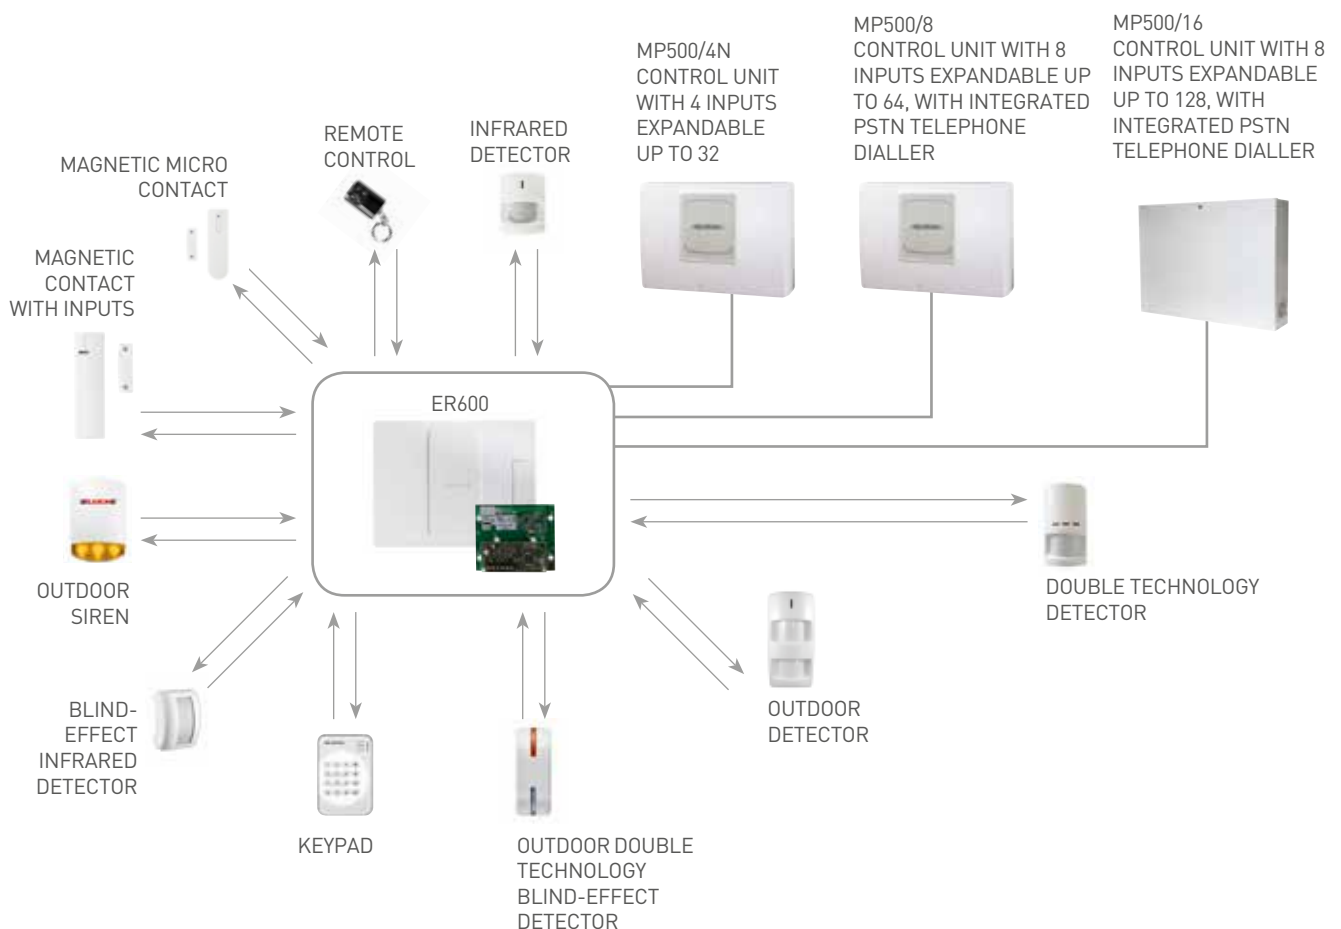 MP500/4N
CONTROL UNIT
WITH 4 INPUTS
EXPANDABLE
UP TO 32
MP500/8
CONTROL UNIT WITH 8
INPUTS EXPANDABLE UP
TO 64, WITH INTEGRATED
PSTN TELEPHONE
DIALLER
MP500/16
CONTROL UNIT WITH 8
INPUTS EXPANDABLE
UP TO 128, WITH
INTEGRATED PSTN
TELEPHONE DIALLER
REMOTE
CONTROL
INFRARED
DETECTOR
MAGNETIC MICRO
CONTACT
MAGNETIC
CONTACT
WITH INPUTS
ER600
OUTDOOR
SIREN
DOUBLE TECHNOLOGY
DETECTOR
BLIND-
EFFECT
INFRARED
DETECTOR
OUTDOOR
DETECTOR
KEYPAD
OUTDOOR DOUBLE
TECHNOLOGY
BLIND-EFFECT
DETECTOR